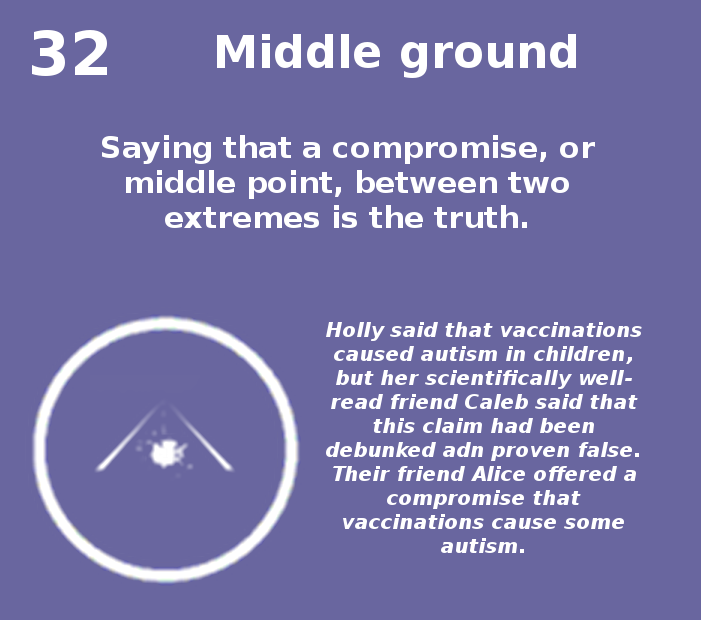 32 Middle ground
Saying that a compromise, or
middle point, between two
extremes is the truth.
Holly said that vaccinations
caused autism in children,
but her scientifically well-
read friend Caleb said that
this claim had been
debunked adn proven false.
Their friend Alice offered a
compromise that
vaccinations cause some
autism.